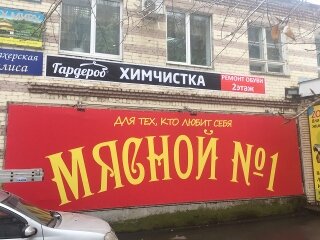 Гардероб ХИМЧИСТКА
РЕМОНТ ОБУВИ
2этаж
ДЛЯ ТЕХ, КТО ЛЮБИТ СЕБЯ
МЯСНОЙ №1